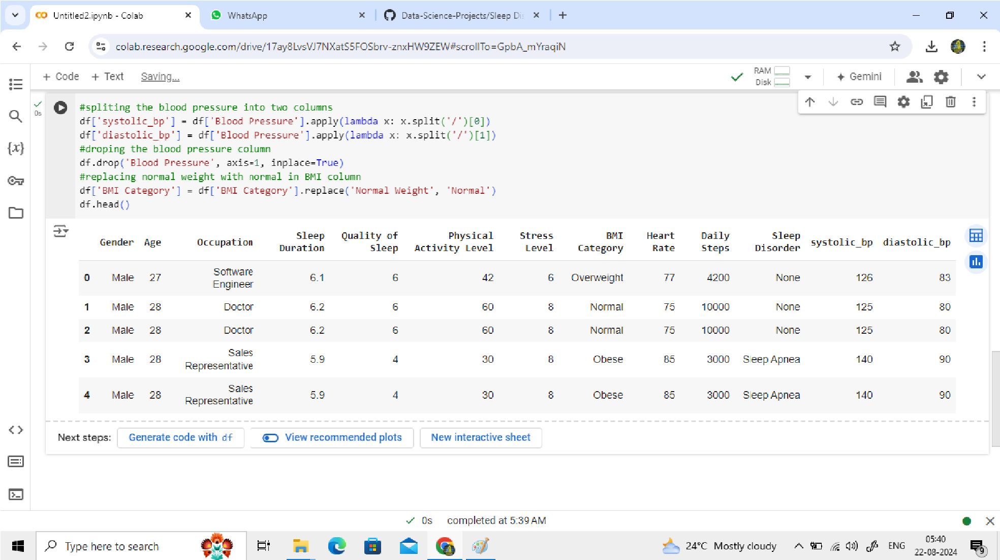 Untitled2.ipynb - Colab
WhatsApp
Data-Science-Projects/Sleep Di
colab.research.google.com/drive/17ay8LvsVJ7NXatS5FOSbrv-znxHW9ZEW#scrollTo=GpbA_mYraqiN
+ Code + Text Saving...
RAM
Disk
Gemini
0s
#spliting the blood pressure into two columns
df['systolic_bp'] = df['Blood Pressure'].apply(lambda x: x.split('/')[0])
df['diastolic_bp'] = df['Blood Pressure'].apply(lambda x: x.split('/')[1])
#droping the blood pressure column
df.drop('Blood Pressure', axis=1, inplace=True)
#replacing normal weight with normal in BMI column
df['BMI Category'] = df['BMI Category'].replace('Normal Weight', 'Normal')
df.head()
Gender Age Occupation Sleep Duration Quality of Sleep Physical Activity Level Stress Level BMI Category Heart Rate Daily Steps Sleep Disorder systolic_bp diastolic_bp
0 Male 27 Software Engineer 6.1 6 42 6 Overweight 77 4200 None 126 83
1 Male 28 Doctor 6.2 6 60 8 Normal 75 10000 None 125 80
2 Male 28 Doctor 6.2 6 60 8 Normal 75 10000 None 125 80
3 Male 28 Sales Representative 5.9 4 30 8 Obese 85 3000 Sleep Apnea 140 90
4 Male 28 Sales Representative 5.9 4 30 8 Obese 85 3000 Sleep Apnea 140 90
Next steps: Generate code with df View recommended plots New interactive sheet
0s completed at 5:39 AM
Type here to search
24°C Mostly cloudy
ENG
05:40
22-08-2024
9